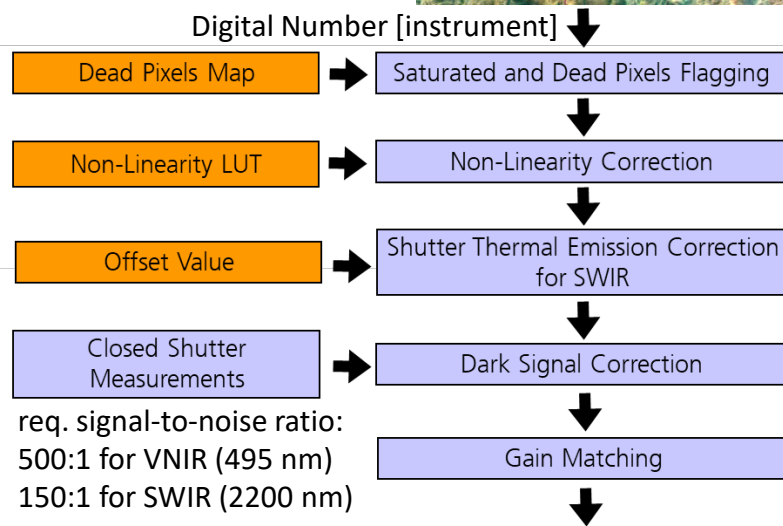 Digital Number [instrument]
Dead Pixels Map
Saturated and Dead Pixels Flagging
Non-Linearity LUT
Non-Linearity Correction
Offset Value
Shutter Thermal Emission Correction
for SWIR
Closed Shutter
Measurements
Dark Signal Correction
req. signal-to-noise ratio:
500:1 for VNIR (495 nm)
150:1 for SWIR (2200 nm)
Gain Matching